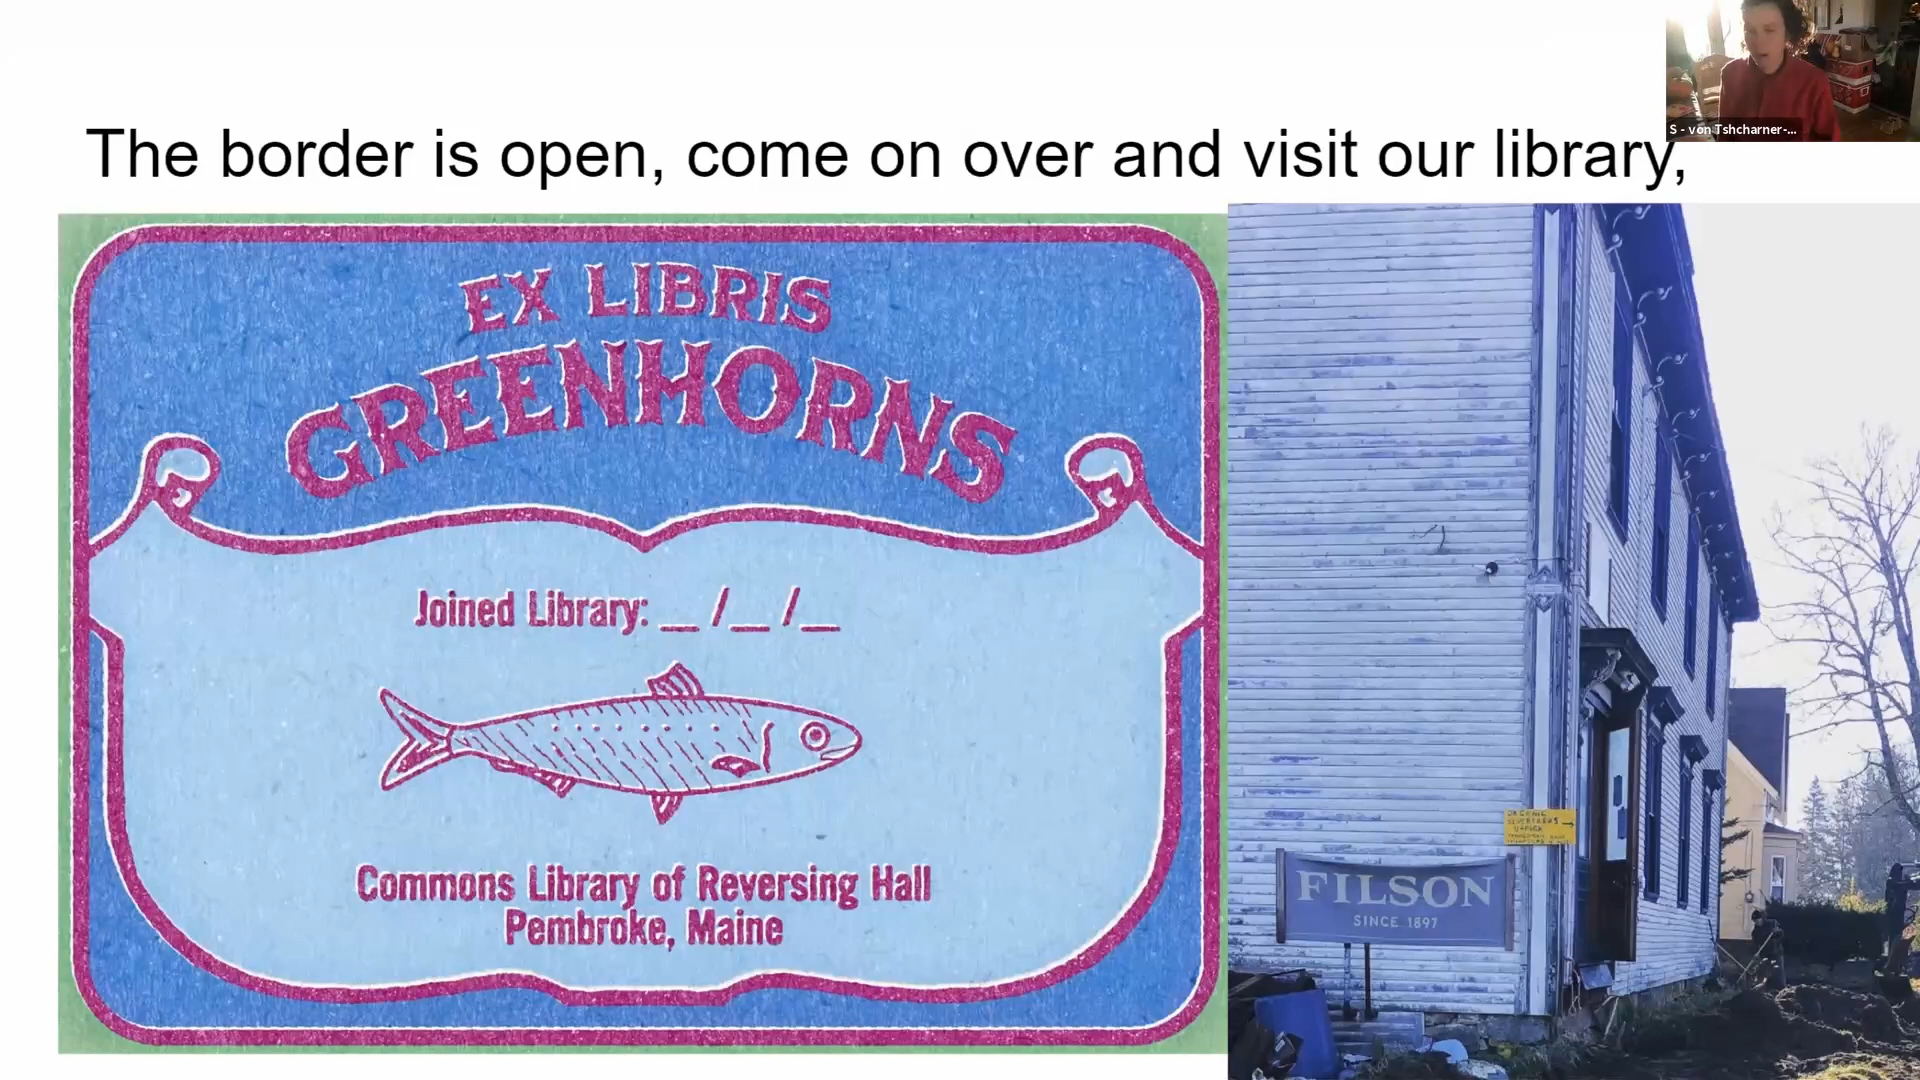 The border is open, come on over and visit our library,
S - von Tshcharner-...
EX LIBRIS
GREENHORNS
Joined Library: __ /__ /__
Commons Library of Reversing Hall
Pembroke, Maine
ORGANIC
FILSON
SINCE 1897